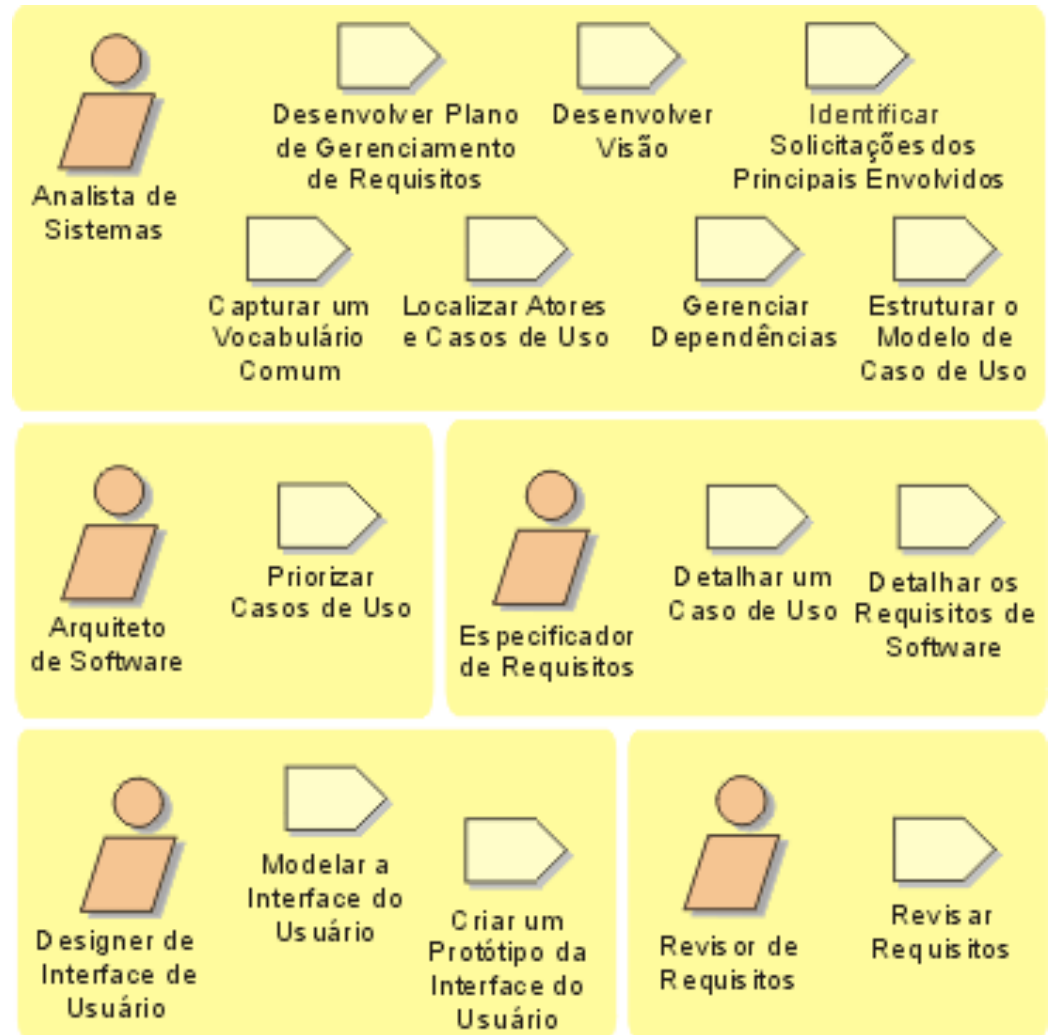 Analista de
Sistemas
Desenvolver Plano
de Gerenciamento
de Requisitos
Desenvolver
Visão
Identificar
Solicitações dos
Principais Envolvidos
Capturar um
Vocabulário
Comum
Localizar Atores
e Casos de Uso
Gerenciar
Dependências
Estruturar o
Modelo de
Caso de Uso
Arquiteto
de Software
Priorizar
Casos de Uso
Especificador
de Requisitos
Detalhar um
Caso de Uso
Detalhar os
Requisitos de
Software
Designer de
Interface de
Usuário
Modelar a
Interface do
Usuário
Criar um
Protótipo da
Interface do
Usuário
Revisor de
Requisitos
Revisar
Requisitos